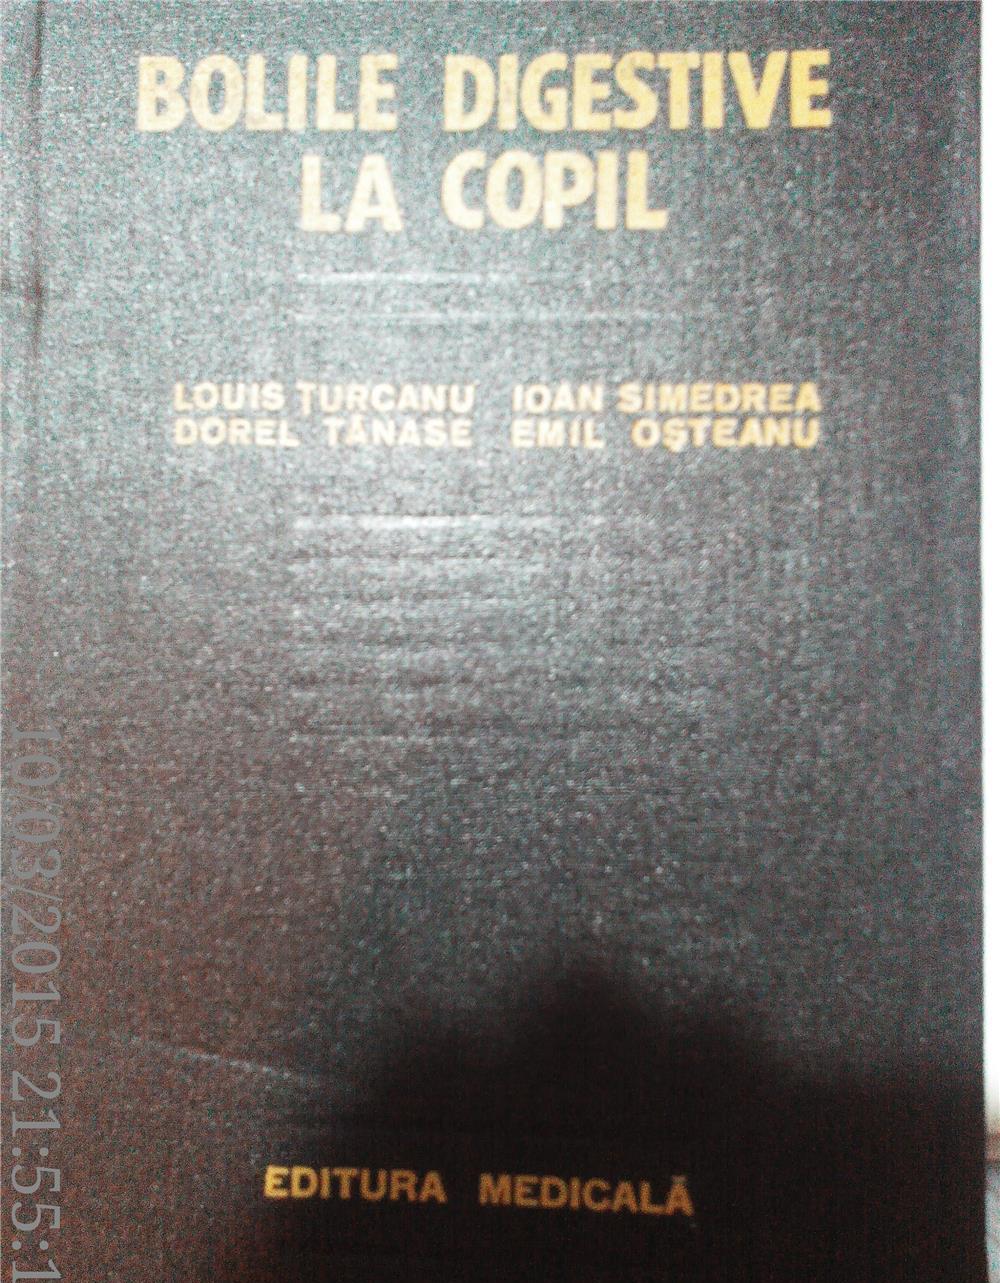 BOLILE DIGESTIVE
LA COPIL
LOUIS ȚURCANU IOAN SIMEDREA
DOREL TĂNASE EMIL OȘTEANU
EDITURA MEDICALĂ
10/03/2015 21:55:1